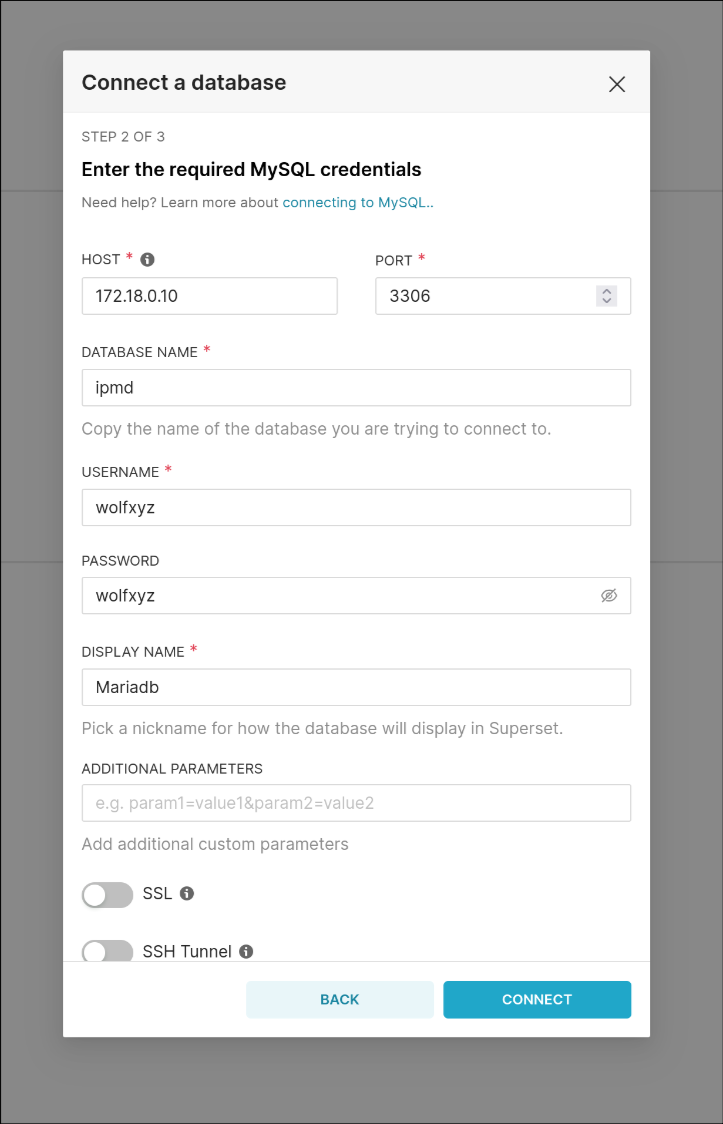 Connect a database
STEP 2 OF 3
Enter the required MySQL credentials
Need help? Learn more about connecting to MySQL..
HOST * PORT *
172.18.0.10 3306
DATABASE NAME *
ipmd
Copy the name of the database you are trying to connect to.
USERNAME *
wolfxyz
PASSWORD
wolfxyz
DISPLAY NAME *
Mariadb
Pick a nickname for how the database will display in Superset.
ADDITIONAL PARAMETERS
e.g. param1=value1&param2=value2
Add additional custom parameters
SSL
SSH Tunnel
BACK CONNECT